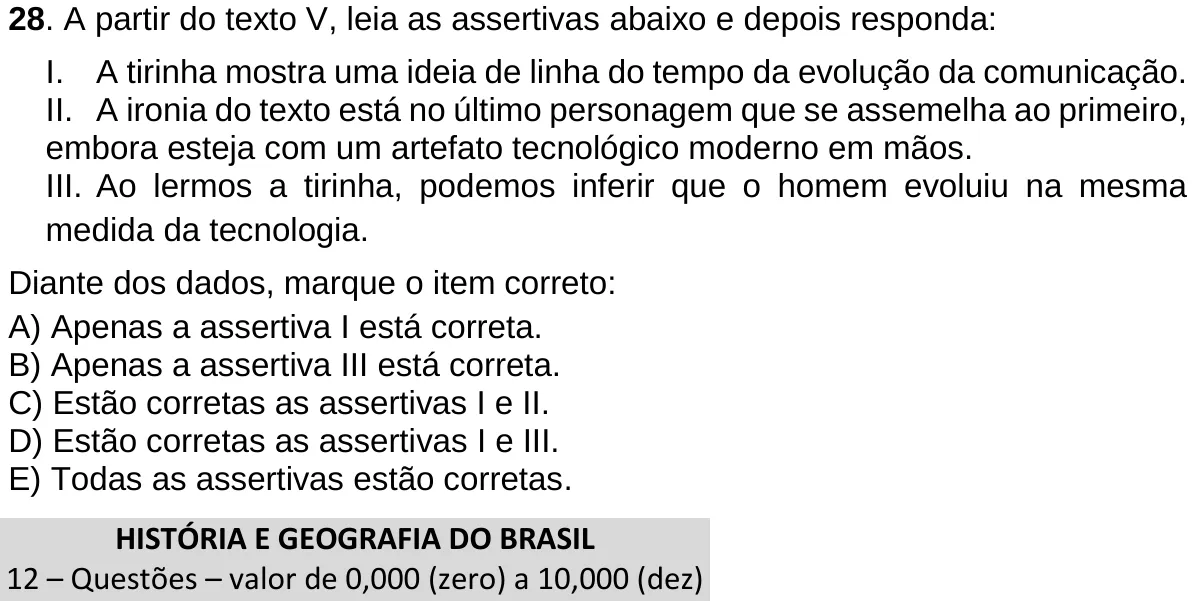 28. A partir do texto V, leia as assertivas abaixo e depois responda:
I. A tirinha mostra uma ideia de linha do tempo da evolução da comunicação.
II. A ironia do texto está no último personagem que se assemelha ao primeiro,
embora esteja com um artefato tecnológico moderno em mãos.
III. Ao lermos a tirinha, podemos inferir que o homem evoluiu na mesma
medida da tecnologia.
Diante dos dados, marque o item correto:
A) Apenas a assertiva I está correta.
B) Apenas a assertiva III está correta.
C) Estão corretas as assertivas I e II.
D) Estão corretas as assertivas I e III.
E) Todas as assertivas estão corretas.
HISTÓRIA E GEOGRAFIA DO BRASIL
12 – Questões – valor de 0,000 (zero) a 10,000 (dez)